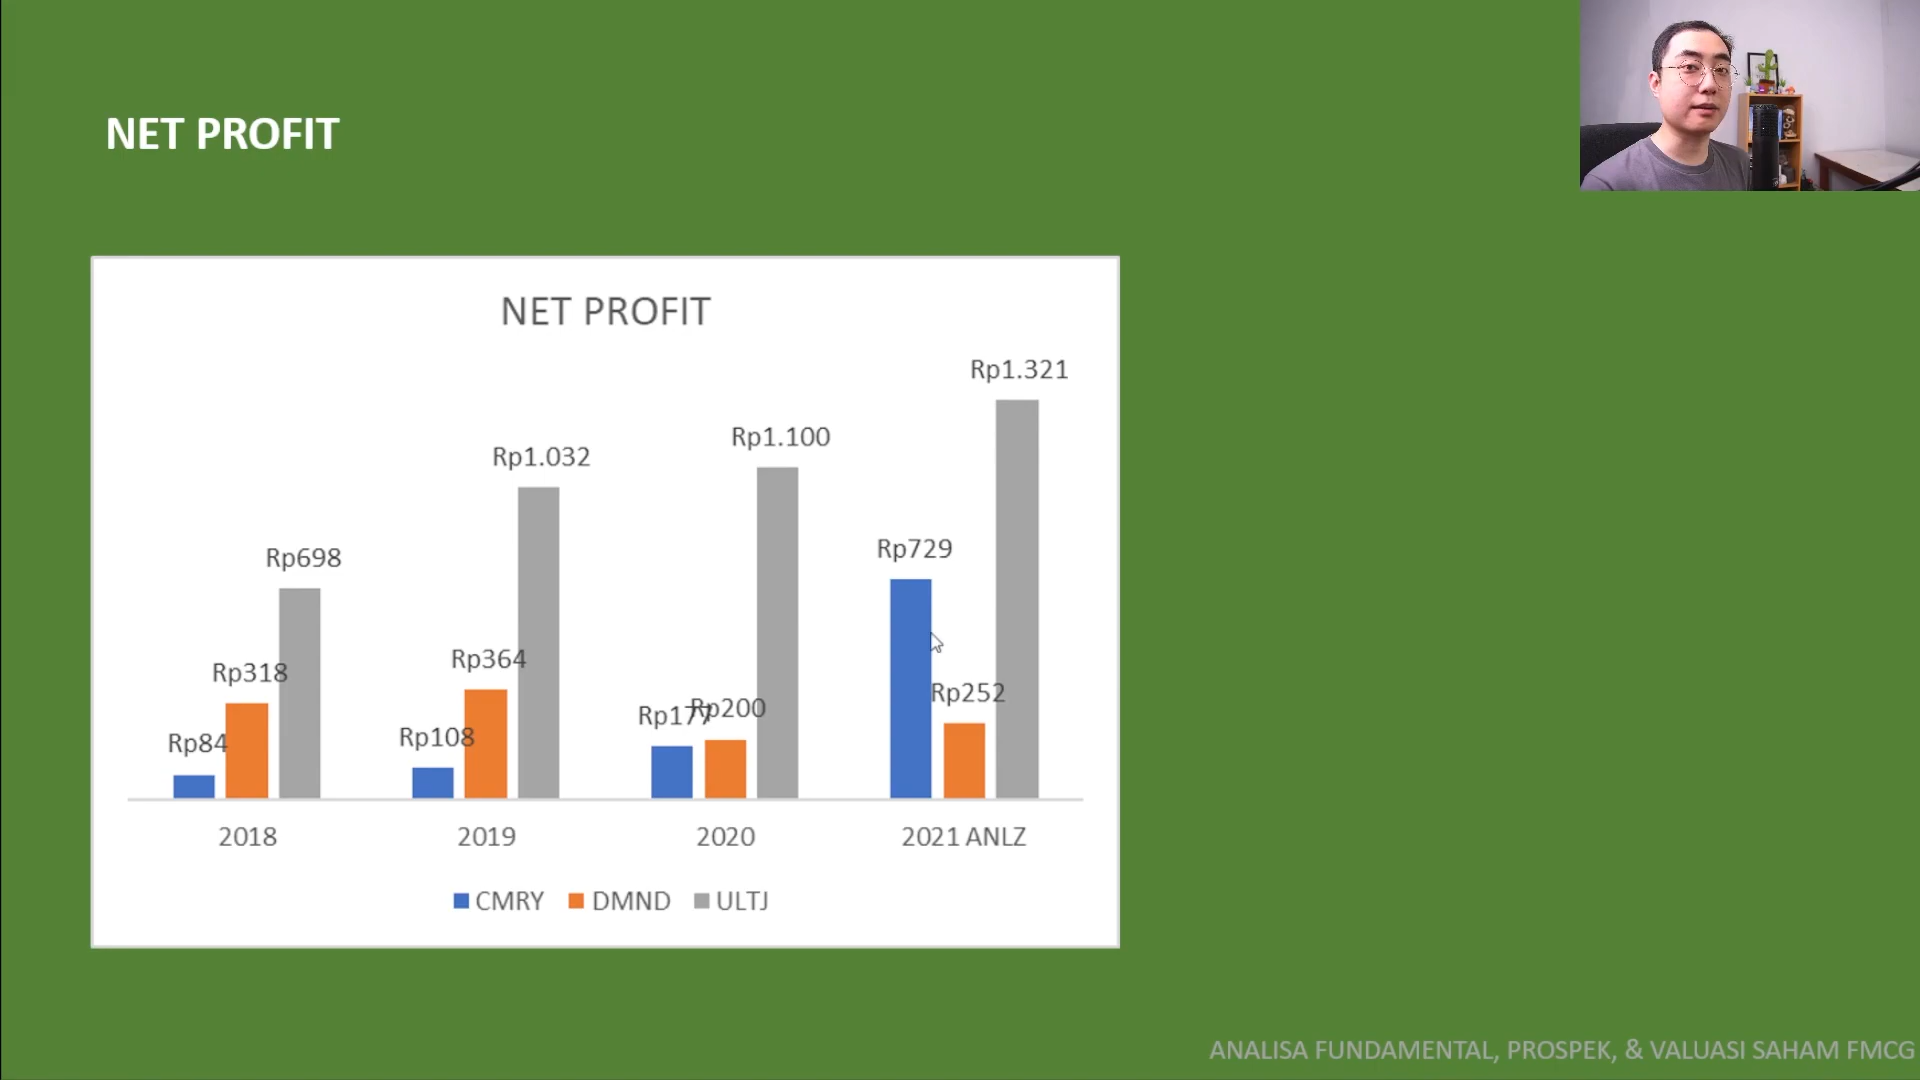 NET PROFIT
NET PROFIT
Rp1.321
Rp1.100
Rp1.032
Rp729
Rp698
Rp364
Rp318
Rp252
Rp200
Rp177
Rp108
Rp84
2018 2019 2020 2021 ANLZ
CMRY DMND ULTJ
ANALISA FUNDAMENTAL, PROSPEK, & VALUASI SAHAM FMCG